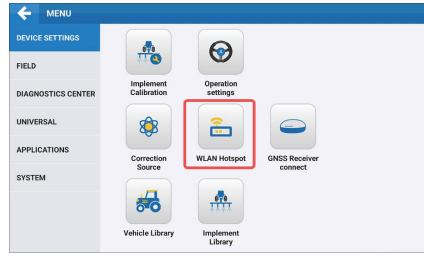 MENU
DEVICE SETTINGS
FIELD
DIAGNOSTICS CENTER
UNIVERSAL
APPLICATIONS
SYSTEM
Implement
Calibration
Operation
settings
Correction
Source
WLAN Hotspot
GNSS Receiver
connect
Vehicle Library
Implement
Library